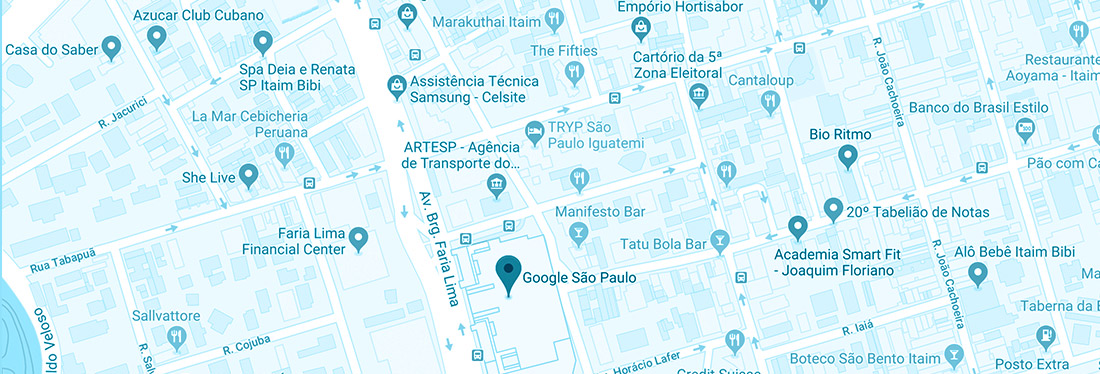 Azucar Club Cubano
Marakuthai Itaim
Empório Hortisabor
Casa do Saber
The Fifties
R. João Cachoeira
Restaurante
Aoyama - Itaim
Spa Deia e Renata
SP Itaim Bibi
Assistência Técnica
Samsung - Celsite
Cartório da 5ª
Zona Eleitoral
Cantaloup
R. Jacurici
La Mar Cebicheria
Peruana
Banco do Brasil Estilo
TRYP São
Paulo Iguatemi
Bio Ritmo
ARTESP - Agência
de Transporte do...
She Live
Pão com Ca
Av. Brg. Faria Lima
Manifesto Bar
20º Tabelião de Notas
Faria Lima
Financial Center
Tatu Bola Bar
Rua Tabapuã
Academia Smart Fit
- Joaquim Floriano
Alô Bebê Itaim Bibi
R. João Cachoeira
Google São Paulo
Sallvattore
Taberna da
R. Iaiá
R. Cojuba
Horácio Lafer
Boteco São Bento Itaim
Posto Extra
Credit Suisse